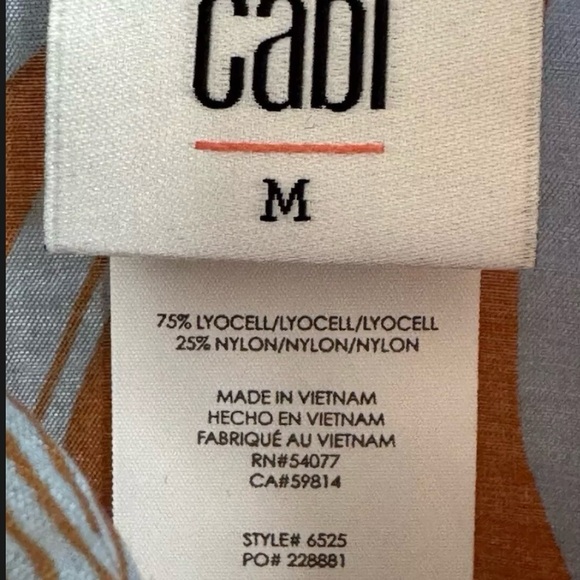 cabi
M
75% LYOCELL/LYOCELL/LYOCELL
25% NYLON/NYLON/NYLON
MADE IN VIETNAM
HECHO EN VIETNAM
FABRIQUÉ AU VIETNAM
RN#54077
CA#59814
STYLE# 6525
PO# 228881